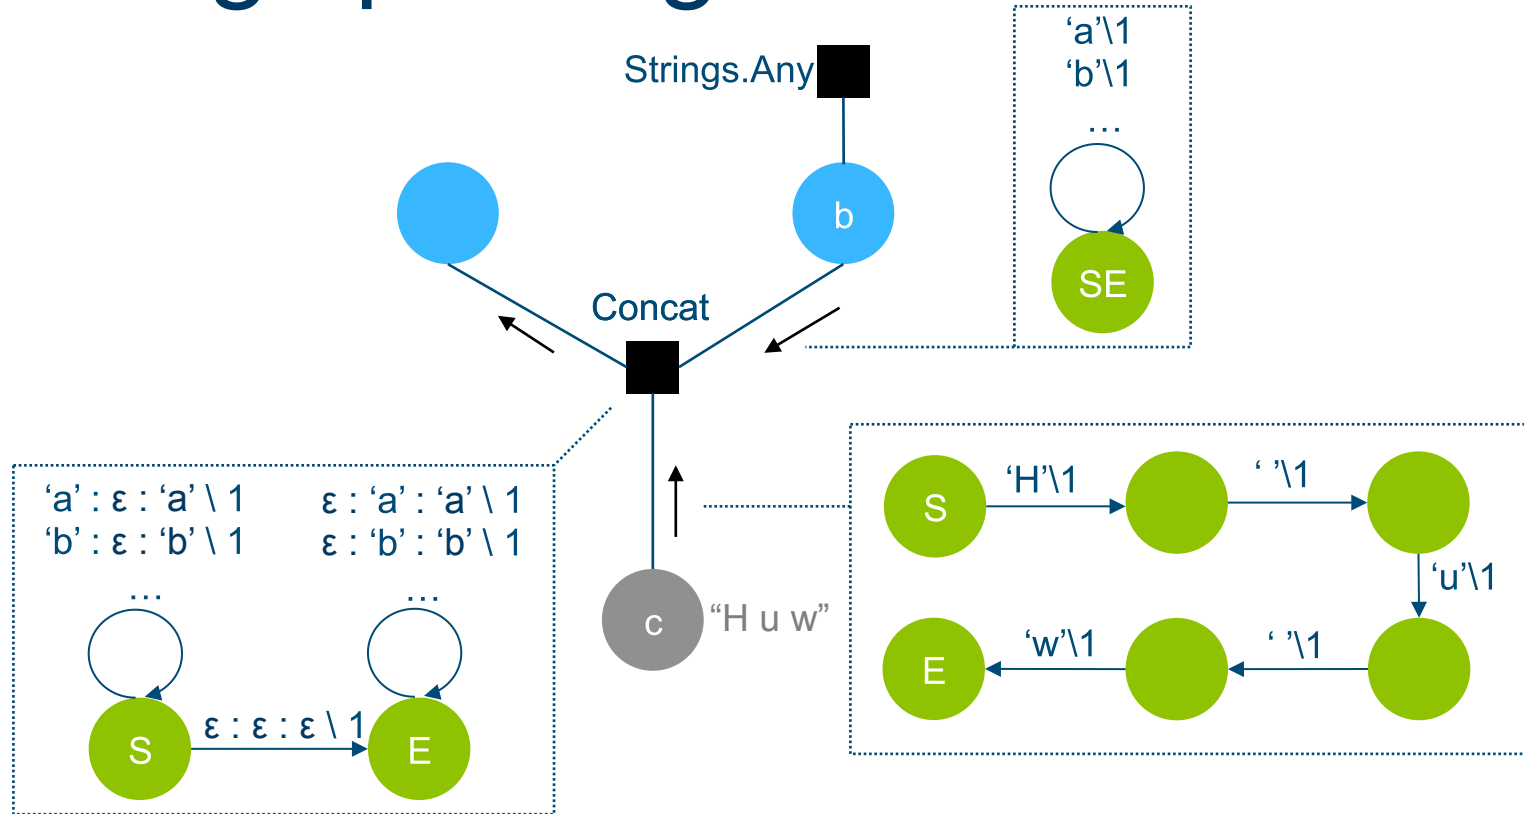 Strings.Any
‘a’\1
‘b’\1
…
b
SE
Concat
‘a’ : ε : ‘a’ \ 1
‘b’ : ε : ‘b’ \ 1
…
ε : ‘a’ : ‘a’ \ 1
ε : ‘b’ : ‘b’ \ 1
…
S
ε : ε : ε \ 1
E
c
“H u w”
S
‘H’\1
‘ ’\1
‘u’\1
E
‘w’\1
‘ ’\1